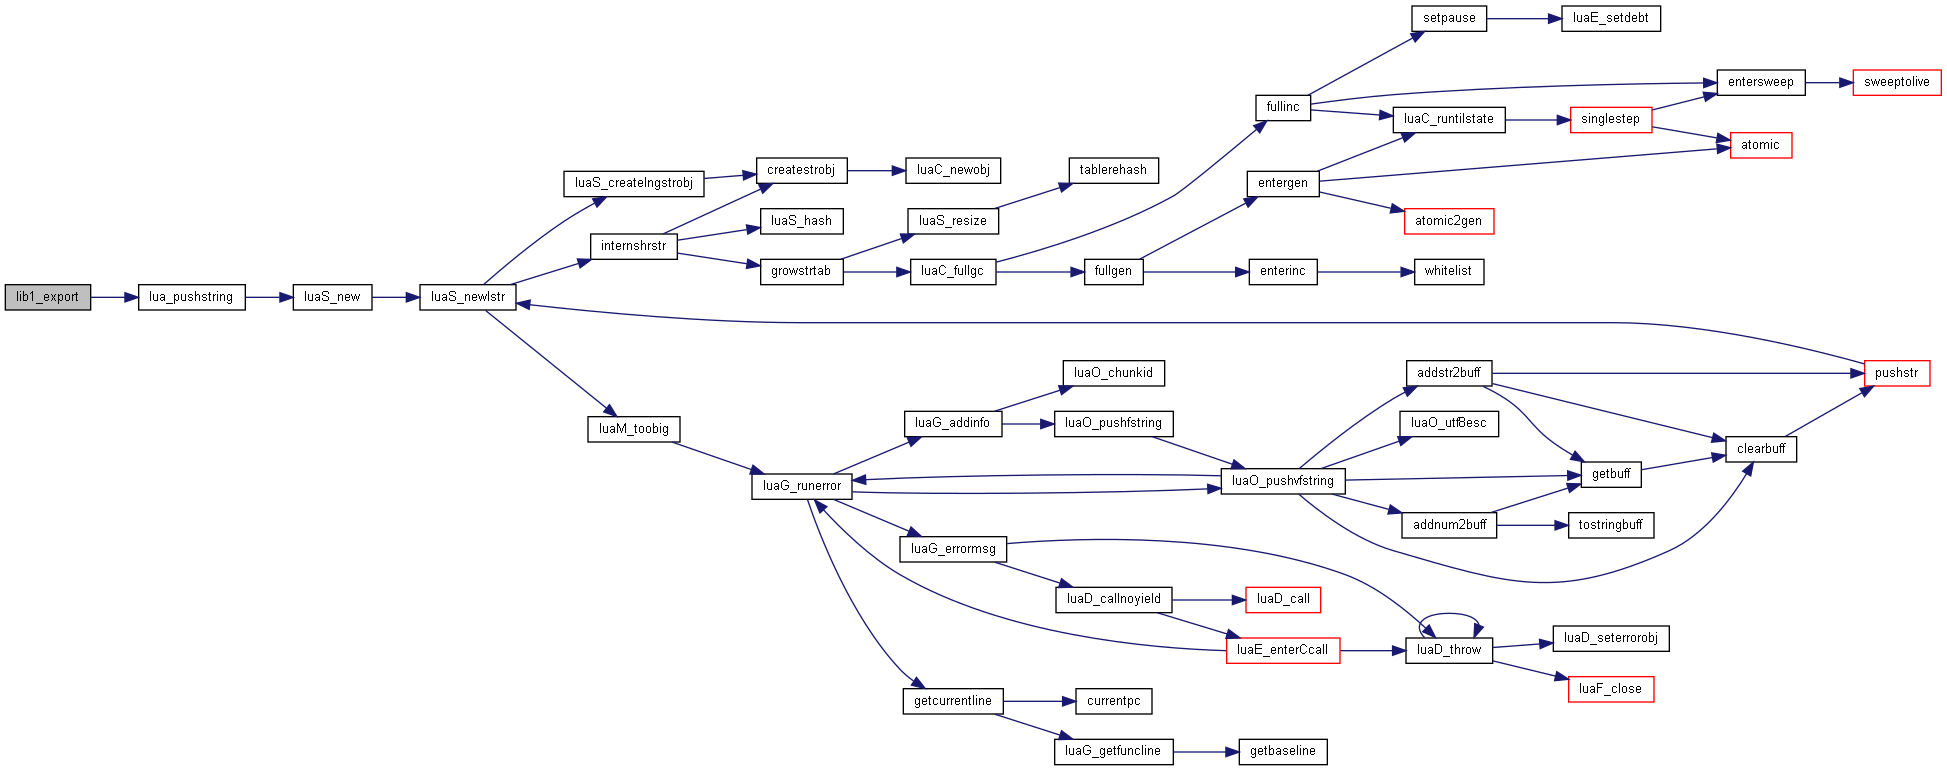 setpause
luaE_setdebt
entersweep
sweeptolive
fullinc
luaC_runtilstate
singlestep
atomic
createstrobj
luaC_newobj
tablerehash
luaS_createlngstrobj
entergen
luaS_hash
luaS_resize
atomic2gen
internshrstr
growstrtab
luaC_fullgc
fullgen
enterinc
whitelist
lib1_export
lua_pushstring
luaS_new
luaS_newlstr
luaO_chunkid
addstr2buff
pushstr
luaM_toobig
luaG_addinfo
luaO_pushfstring
luaO_utf8esc
clearbuff
luaG_runerror
luaO_pushvfstring
getbuff
addnum2buff
tostringbuff
luaG_errormsg
luaD_callnoyield
luaD_call
luaE_enterCcall
luaD_throw
luaD_seterrorobj
luaF_close
getcurrentline
currentpc
luaG_getfuncline
getbaseline